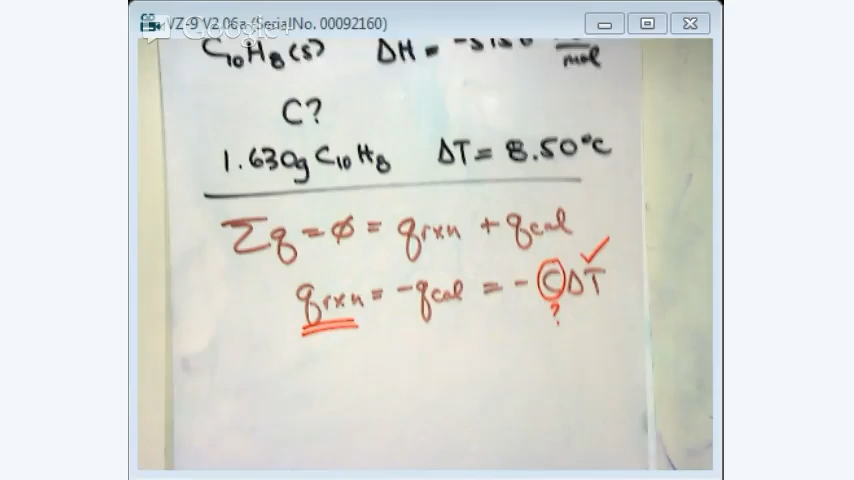 VZ-9 V2.06a (SerialNo. 00092160)
Google+
C₁₀H₈(s) ΔH = mol
C?
1.630g C₁₀H₈ ΔT = 8.50°C
Σq = ϕ = qrxn + qcal
qrxn = -qcal = - CΔT
?